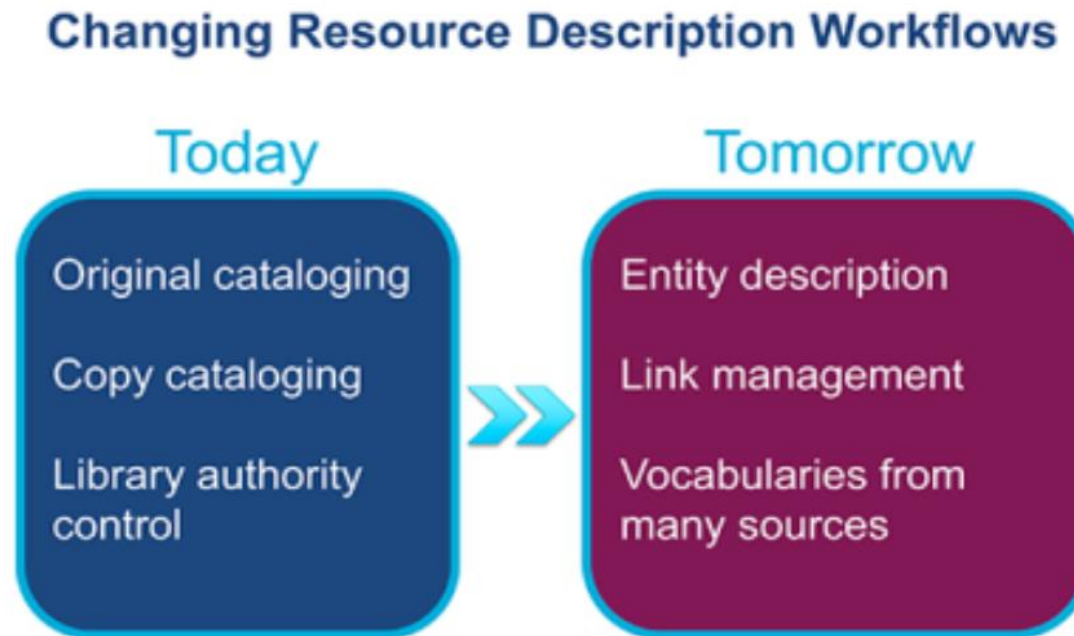 Changing Resource Description Workflows
Today
Original cataloging
Copy cataloging
Library authority
control
Tomorrow
Entity description
Link management
Vocabularies from
many sources